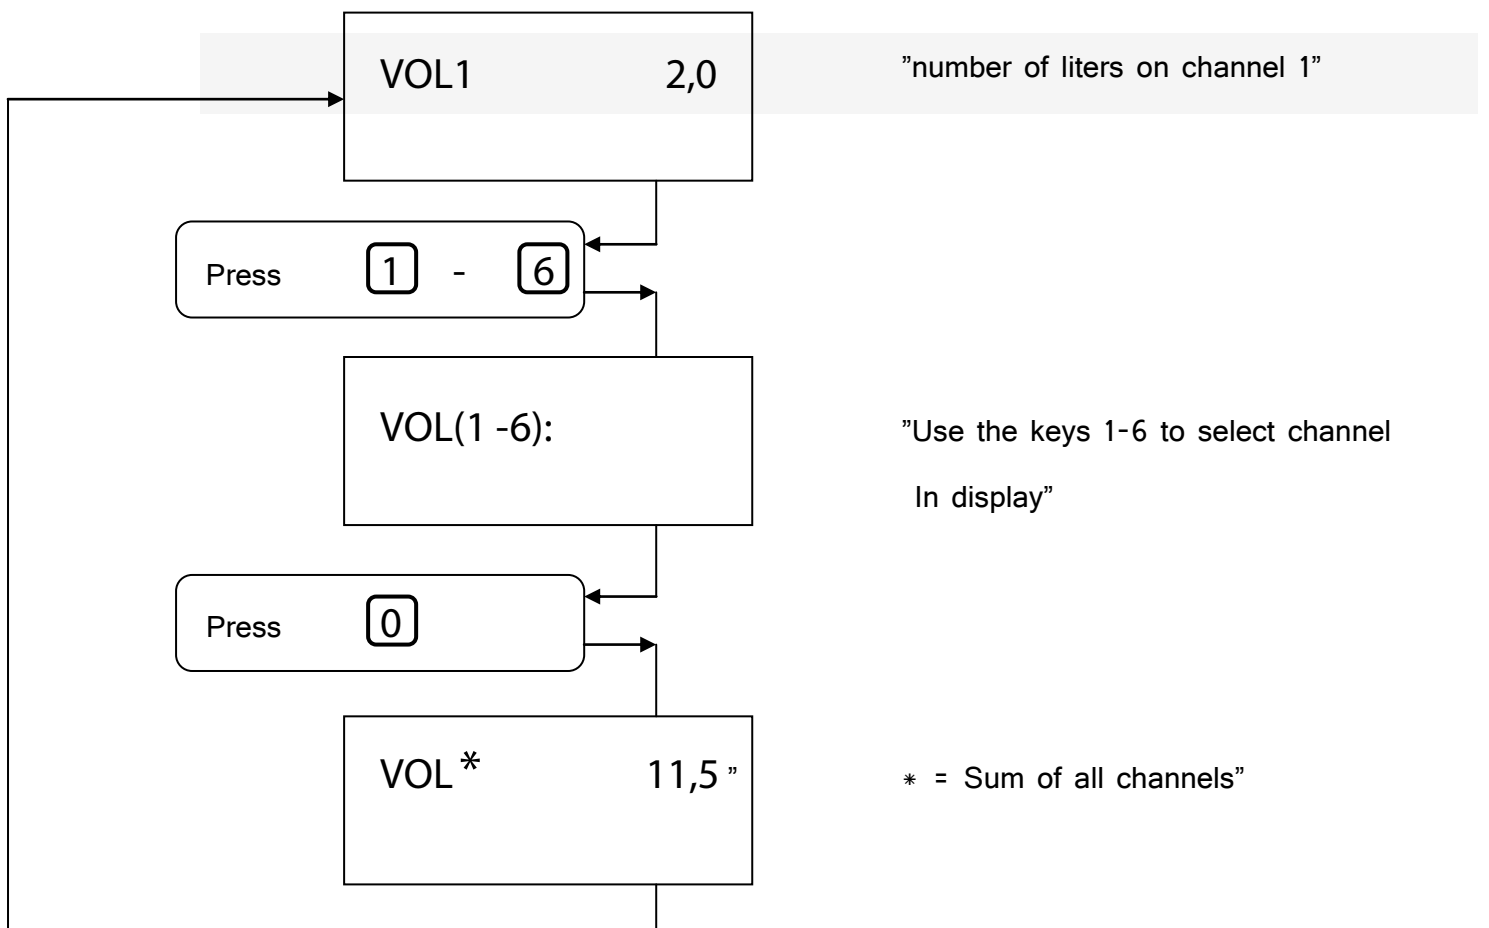 VOL1 2,0 ”number of liters on channel 1”
Press 1 - 6
VOL(1 -6): ”Use the keys 1-6 to select channel
In display”
Press 0
VOL* 11,5 ” * = Sum of all channels”